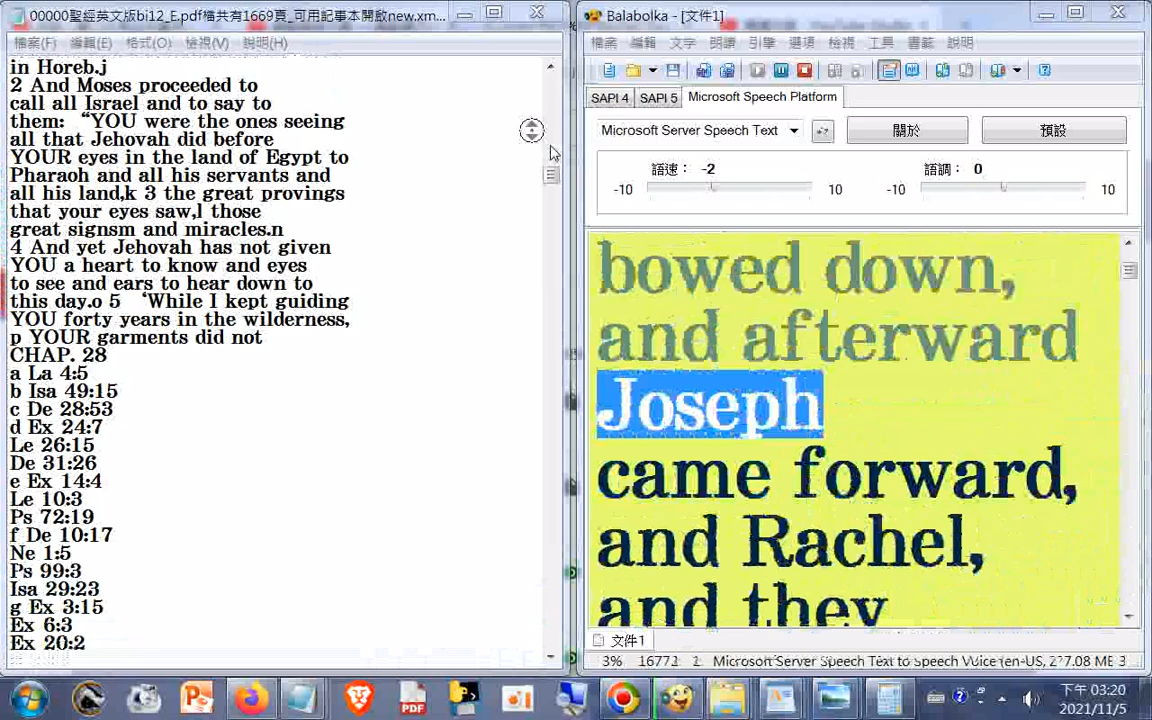 00000聖經英文版bi12_E.pdf檔共有1669頁_可用記事本開啟new.xm...
檔案(F) 編輯(E) 格式(O) 檢視(V) 說明(H)
in Horeb.j
2 And Moses proceeded to
call all Israel and to say to
them: “YOU were the ones seeing
all that Jehovah did before
YOUR eyes in the land of Egypt to
Pharaoh and all his servants and
all his land,k 3 the great provings
that your eyes saw,l those
great signsm and miracles.n
4 And yet Jehovah has not given
YOU a heart to know and eyes
to see and ears to hear down to
this day.o 5 ‘While I kept guiding
YOU forty years in the wilderness,
p YOUR garments did not
CHAP. 28
a La 4:5
b Isa 49:15
c De 28:53
d Ex 24:7
Le 26:15
De 31:26
e Ex 14:4
Le 10:3
Ps 72:19
f De 10:17
Ne 1:5
Ps 99:3
Isa 29:23
g Ex 3:15
Ex 6:3
Ex 20:2
Balabolka - [文件1]
檔案 編輯 文字 朗讀 引擎 選項 檢視 工具 書籤 說明
SAPI 4 SAPI 5 Microsoft Speech Platform
Microsoft Server Speech Text 關於 預設
語速： -2 語調： 0
-10 10 -10 10
bowed down,
and afterward
Joseph
came forward,
and Rachel,
and they
文件1
3% 16772 Microsoft Server Speech Text to Speech Voice (en-US, 277.08 MB
PDF
下午 03:20
2021/11/5